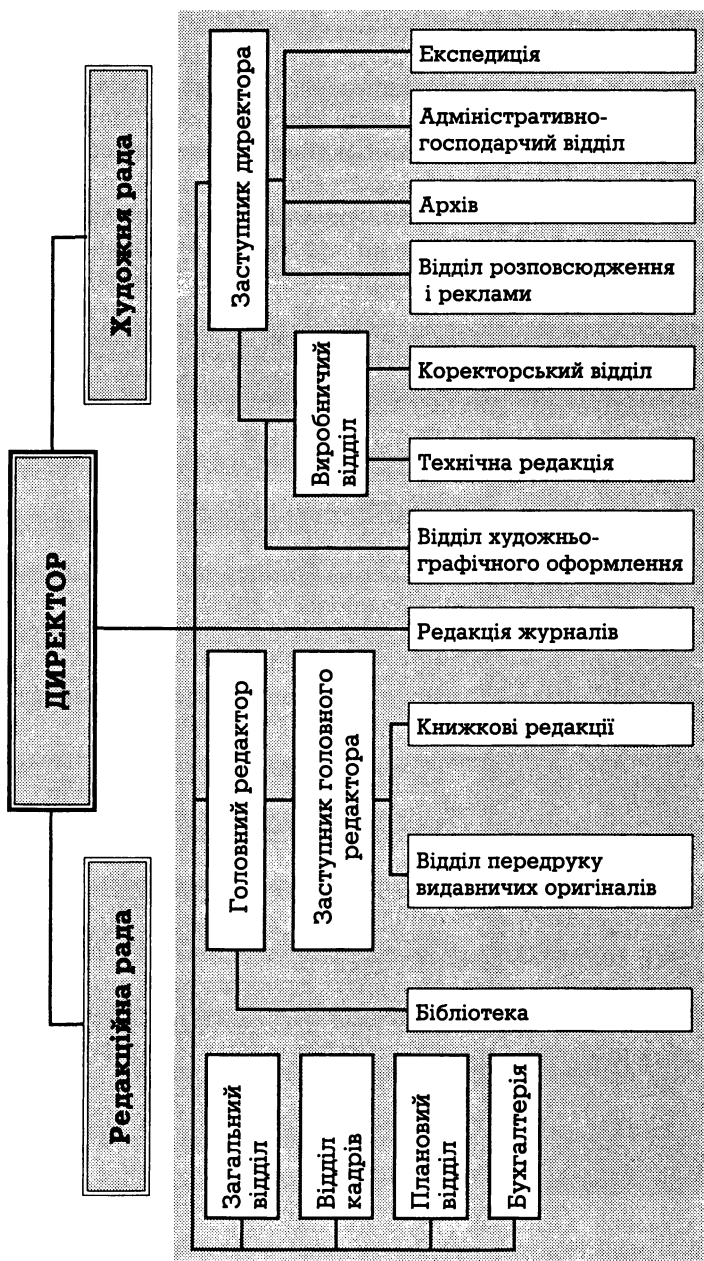 ДИРЕКТОР
Редакційна рада
Художня рада
Загальний
відділ
Відділ
кадрів
Плановий
відділ
Бухгалтерія
Головний редактор
Заступник головного
редактора
Бібліотека
Відділ передруку
видавничих оригіналів
Книжкові редакції
Редакція журналів
Заступник директора
Виробничий
відділ
Відділ художньо-
графічного оформлення
Технічна редакція
Коректорський відділ
Відділ розповсюдження
і реклами
Архів
Адміністративно-
господарчий відділ
Експедиція